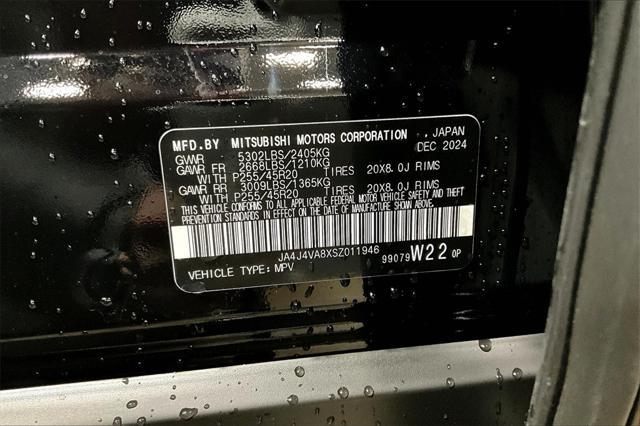 MFD.BY MITSUBISHI MOTORS CORPORATION , JAPAN
GVWR 5302LBS/2405KG DEC 2024
GAWR FR 2668LBS/1210KG
WITH P255/45R20 TIRES 20X8.0J RIMS
GAWR RR 3009LBS/1365KG
WITH P255/45R20 TIRES 20X8.0J RIMS
THIS VEHICLE CONFORMS TO ALL APPLICABLE FEDERAL MOTOR VEHICLE SAFETY AND THEFT
PREVENTION STANDARDS IN EFFECT ON THE DATE OF MANUFACTURE SHOWN ABOVE.
JA4J4VA8XSZ011946
VEHICLE TYPE: MPV 99079 W22 0P